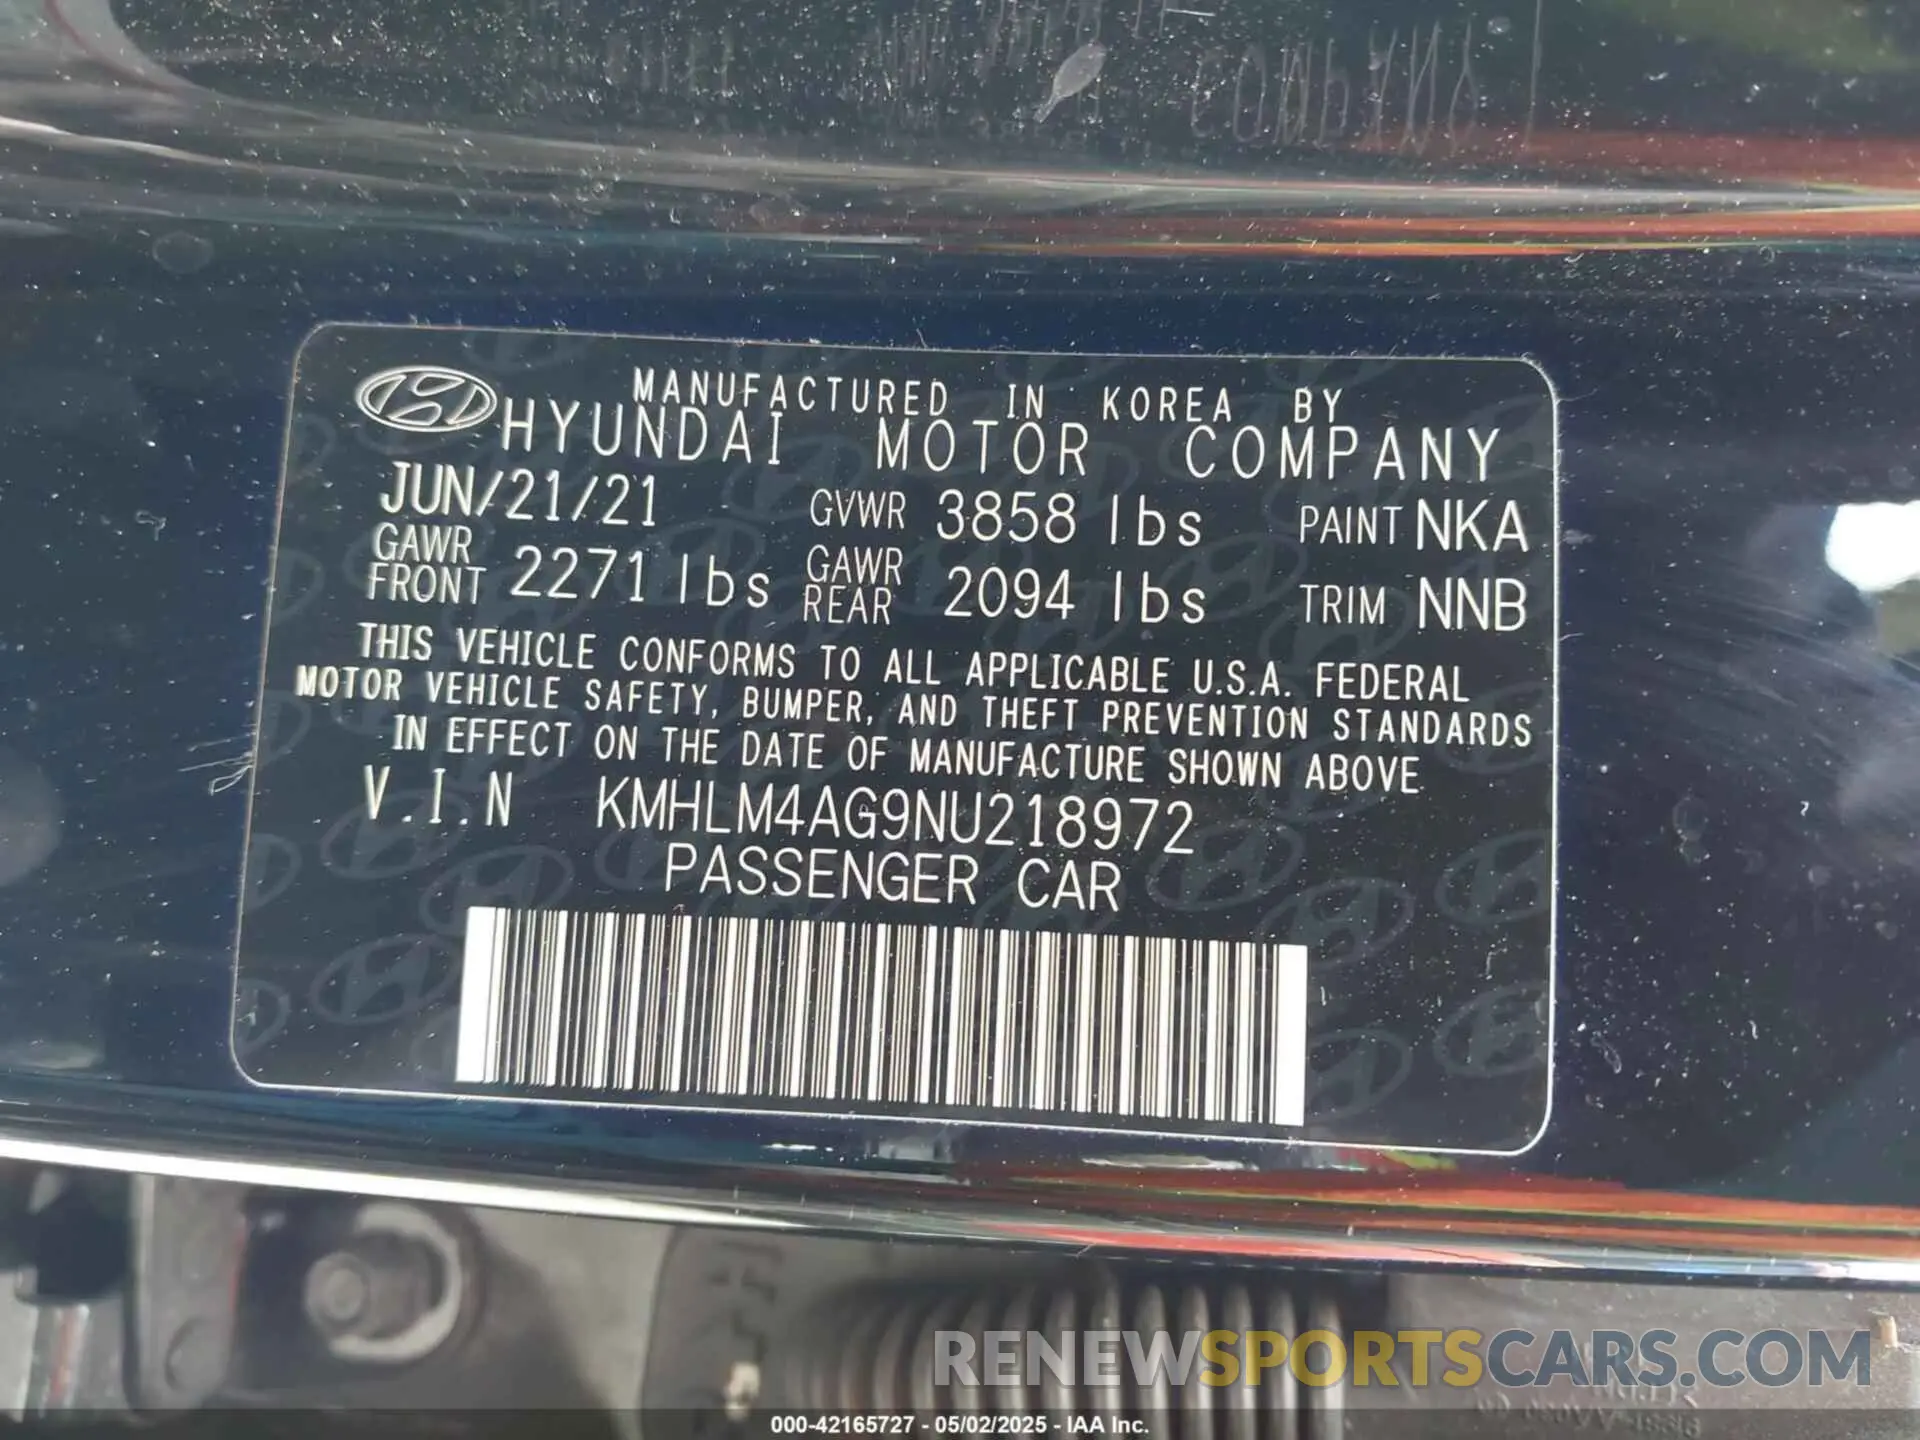 MANUFACTURED IN KOREA BY
HYUNDAI MOTOR COMPANY
JUN/21/21 GVWR 3858 lbs PAINT NKA
GAWR FRONT 2271 lbs GAWR REAR 2094 lbs TRIM NNB
THIS VEHICLE CONFORMS TO ALL APPLICABLE U.S.A. FEDERAL
MOTOR VEHICLE SAFETY, BUMPER, AND THEFT PREVENTION STANDARDS
IN EFFECT ON THE DATE OF MANUFACTURE SHOWN ABOVE
V.I.N KMHLM4AG9NU218972
PASSENGER CAR
RENEWSPORTSCARS.COM
000-42165727 - 05/02/2025 - IAA Inc.